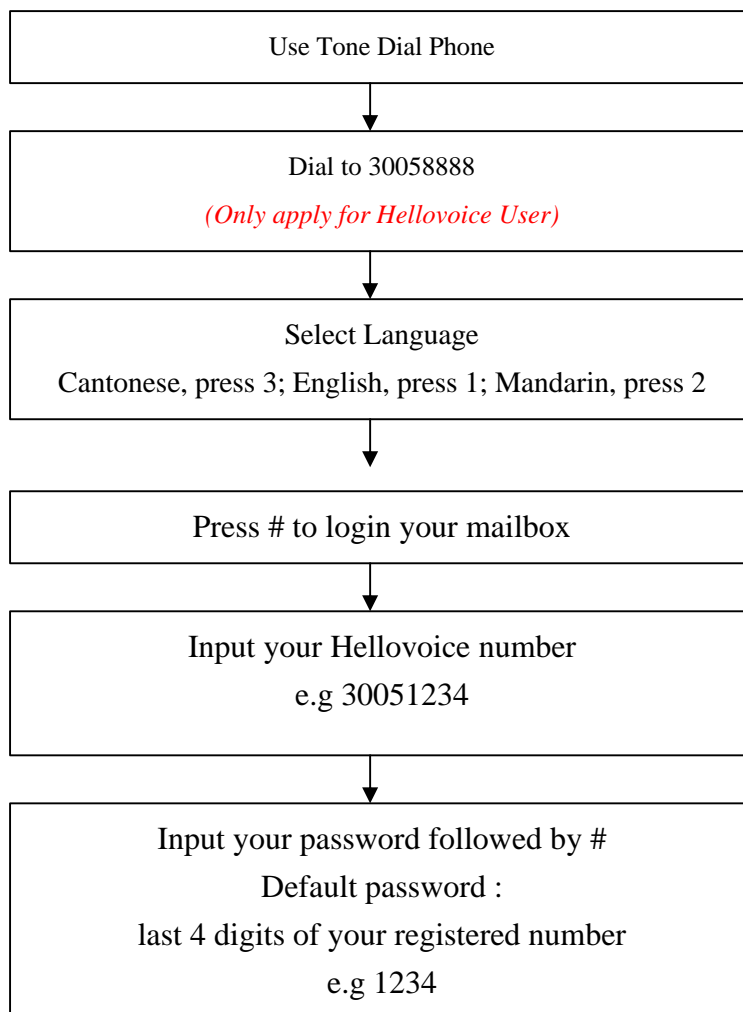 Use Tone Dial Phone
Dial to 30058888
(Only apply for Hellovoice User)
Select Language
Cantonese, press 3; English, press 1; Mandarin, press 2
Press # to login your mailbox
Input your Hellovoice number
e.g 30051234
Input your password followed by #
Default password :
last 4 digits of your registered number
e.g 1234